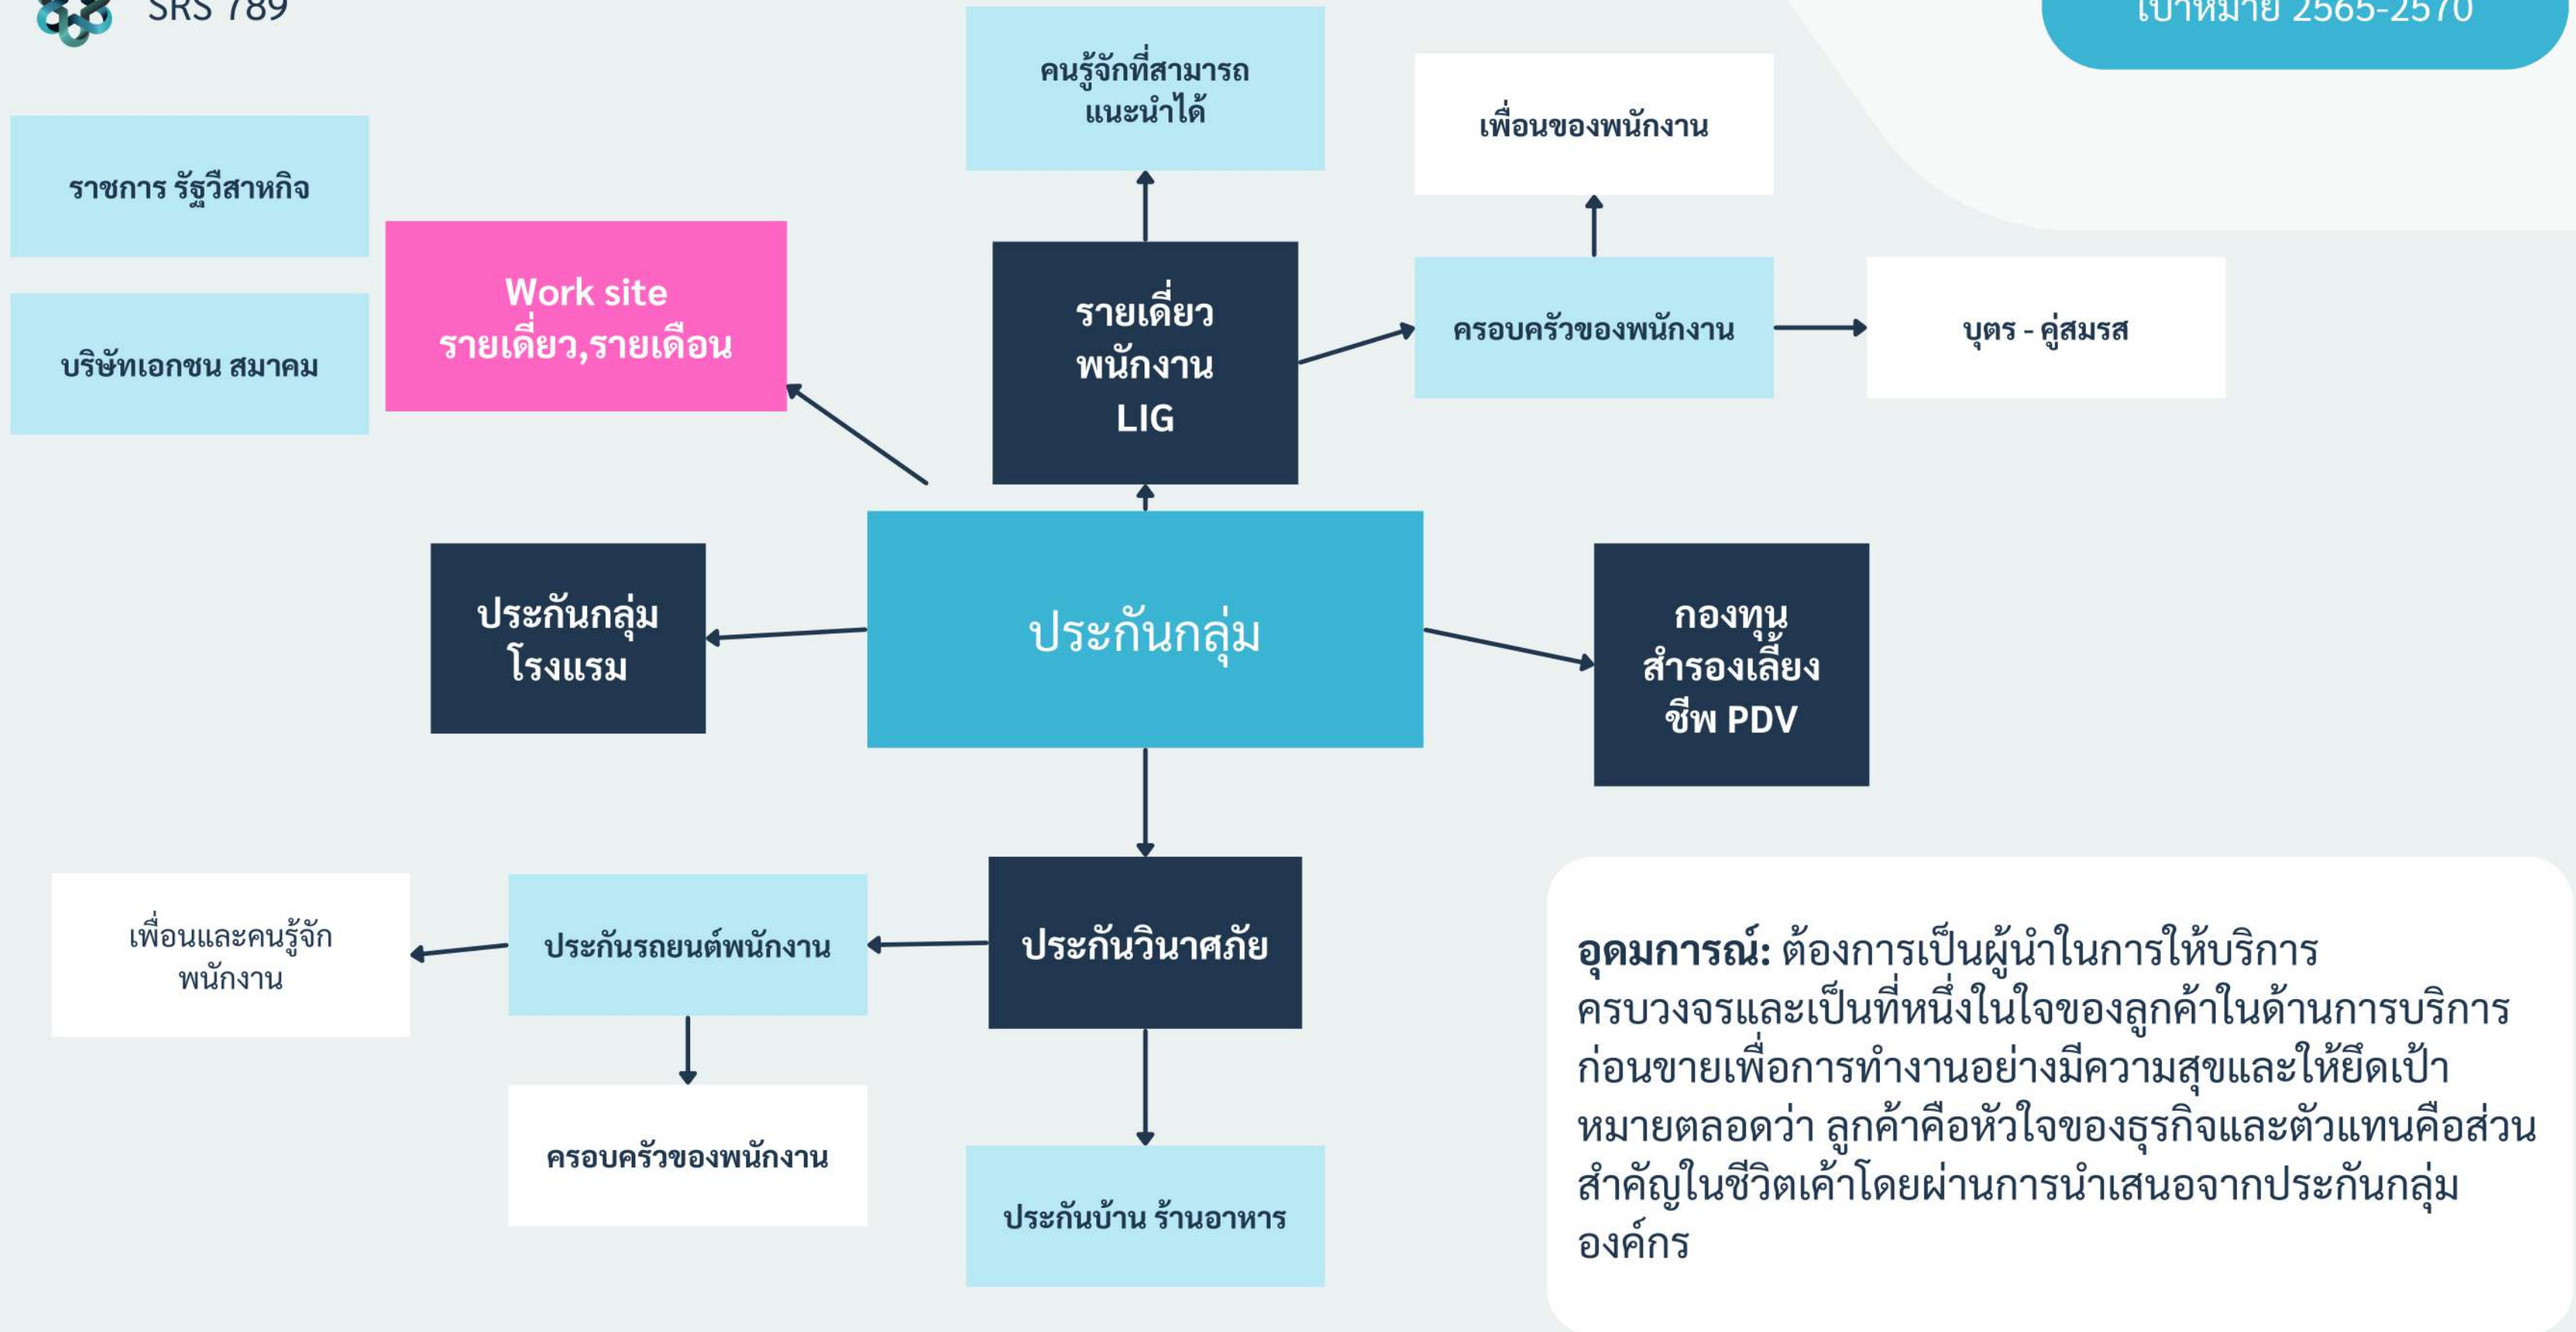 SRS 789
เป้าหมาย 2565-2570
คนรู้จักที่สามารถ
แนะนำได้
เพื่อนของพนักงาน
ราชการ รัฐวีสาหกิจ
Work site
รายเดี่ยว,รายเดือน
รายเดี่ยว
พนักงาน
LIG
ครอบครัวของพนักงาน
บุตร - คู่สมรส
บริษัทเอกชน สมาคม
ประกันกลุ่ม
โรงแรม
ประกันกลุ่ม
กองทุน
สำรองเลี้ยง
ชีพ PDV
เพื่อนและคนรู้จัก
พนักงาน
ประกันรถยนต์พนักงาน
ประกันวินาศภัย
ครอบครัวของพนักงาน
ประกันบ้าน ร้านอาหาร
อุดมการณ์: ต้องการเป็นผู้นำในการให้บริการ
ครบวงจรและเป็นที่หนึ่งในใจของลูกค้าในด้านการบริการ
ก่อนขายเพื่อการทำงานอย่างมีความสุขและให้ยึดเป้า
หมายตลอดว่า ลูกค้าคือหัวใจของธุรกิจและตัวแทนคือส่วน
สำคัญในชีวิตเค้าโดยผ่านการนำเสนอจากประกันกลุ่ม
องค์กร